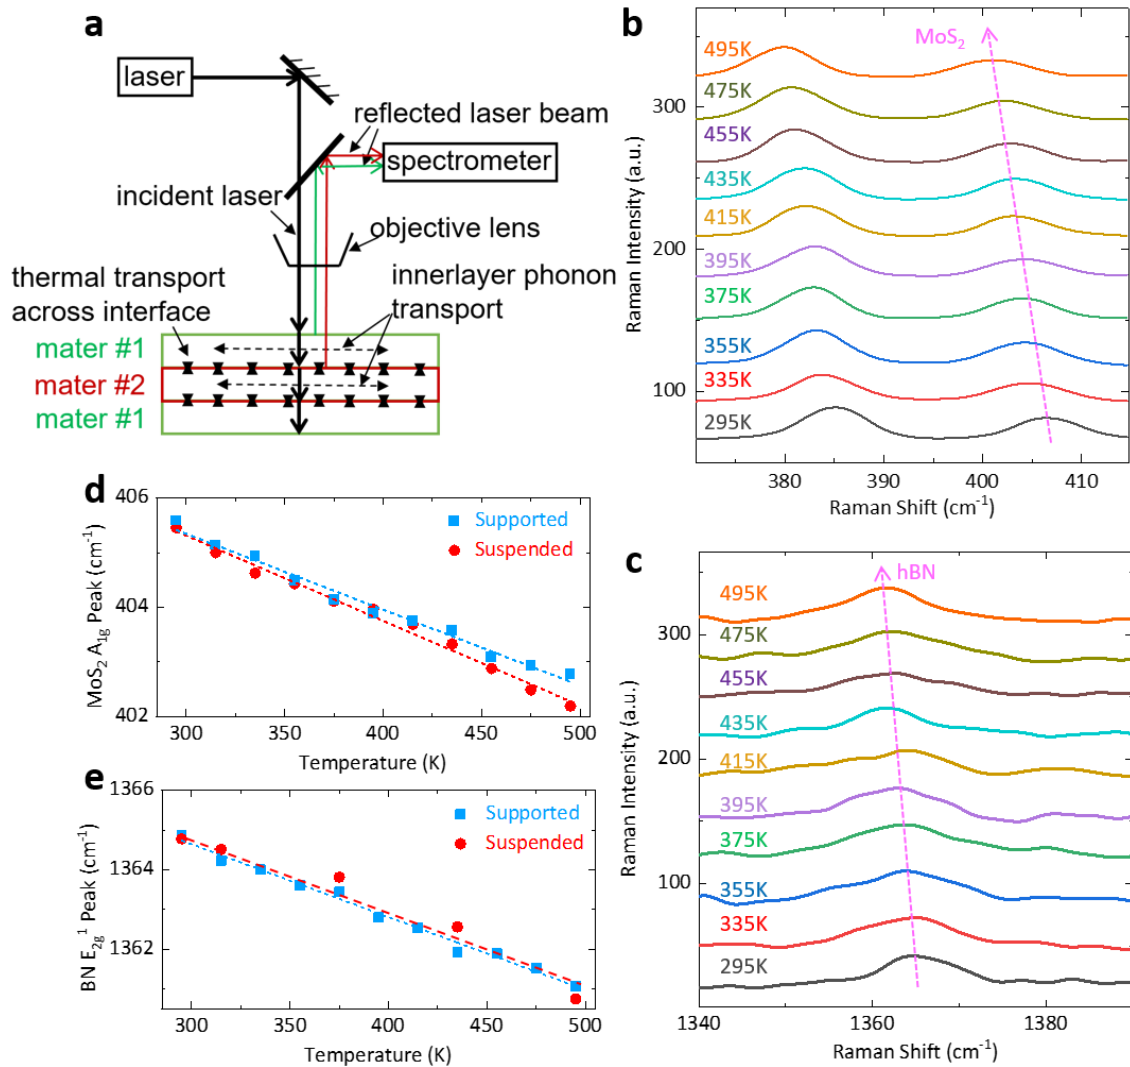 a
laser
reflected laser beam
spectrometer
incident laser
objective lens
thermal transport
across interface
innerlayer phonon
transport
mater #1
mater #2
mater #1
b
MoS₂
495K
475K
455K
435K
415K
395K
375K
355K
335K
295K
300
200
100
Raman Intensity (a.u.)
380 390 400 410
Raman Shift (cm⁻¹)
d
406
404
402
MoS₂ A₁g Peak (cm⁻¹)
Supported
Suspended
300 350 400 450 500
Temperature (K)
e
1366
1364
1362
BN E₂g¹ Peak (cm⁻¹)
Supported
Suspended
300 350 400 450 500
Temperature (K)
c
hBN
495K
475K
455K
435K
415K
395K
375K
355K
335K
295K
300
200
100
Raman Intensity (a.u.)
1340 1360 1380
Raman Shift (cm⁻¹)